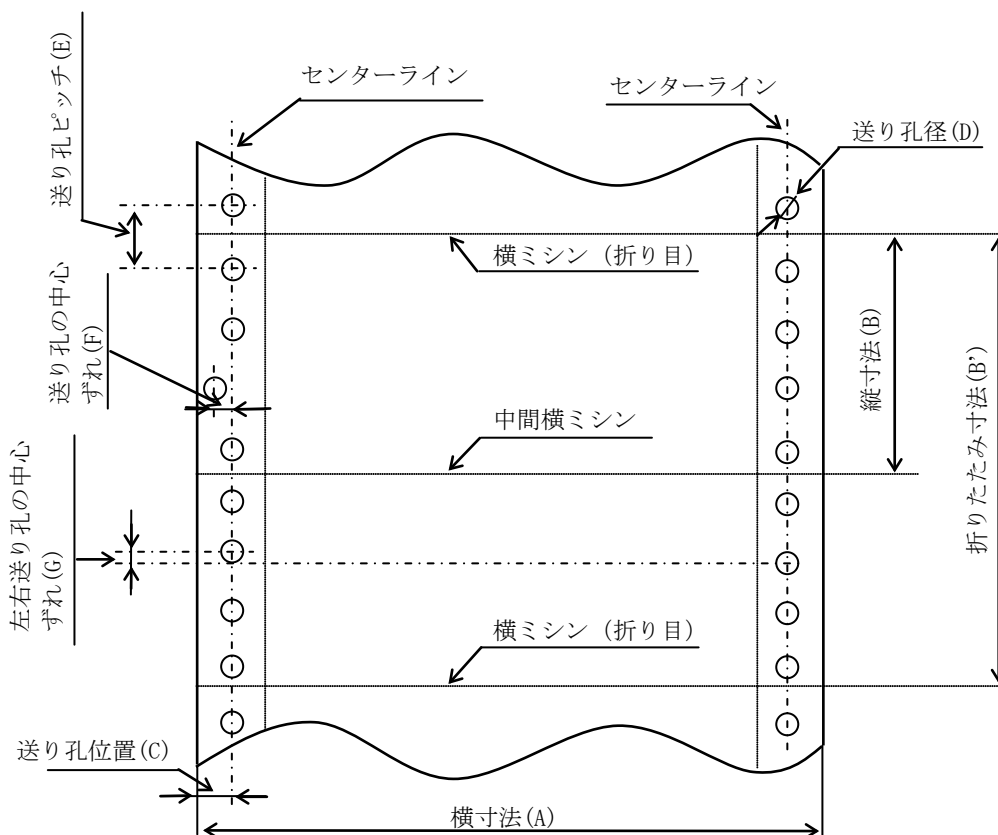 送り孔ピッチ(E)
センターライン
センターライン
送り孔径(D)
横ミシン (折り目)
送り孔の中心
ずれ(F)
縦寸法(B)
折りたたみ寸法(B’)
中間横ミシン
左右送り孔の中心
ずれ(G)
横ミシン (折り目)
送り孔位置(C)
横寸法(A)